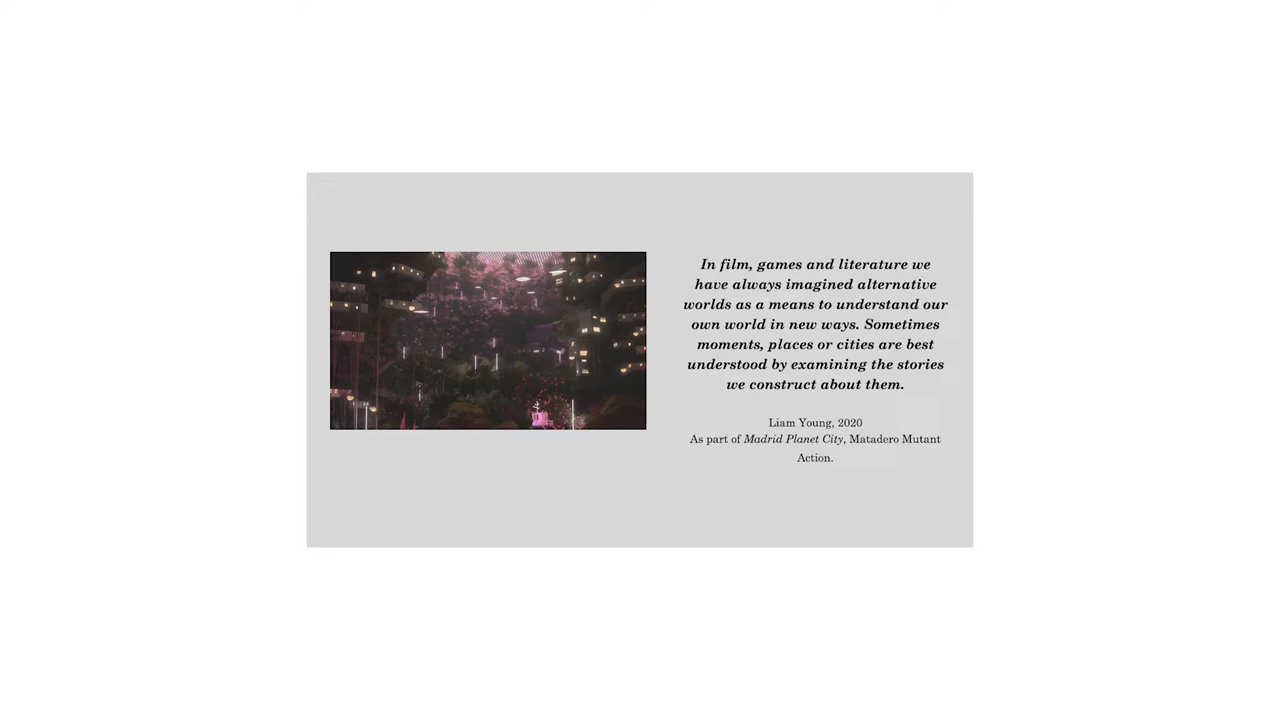 In film, games and literature we
have always imagined alternative
worlds as a means to understand our
own world in new ways. Sometimes
moments, places or cities are best
understood by examining the stories
we construct about them.
Liam Young, 2020
As part of Madrid Planet City, Matadero Mutant
Action.